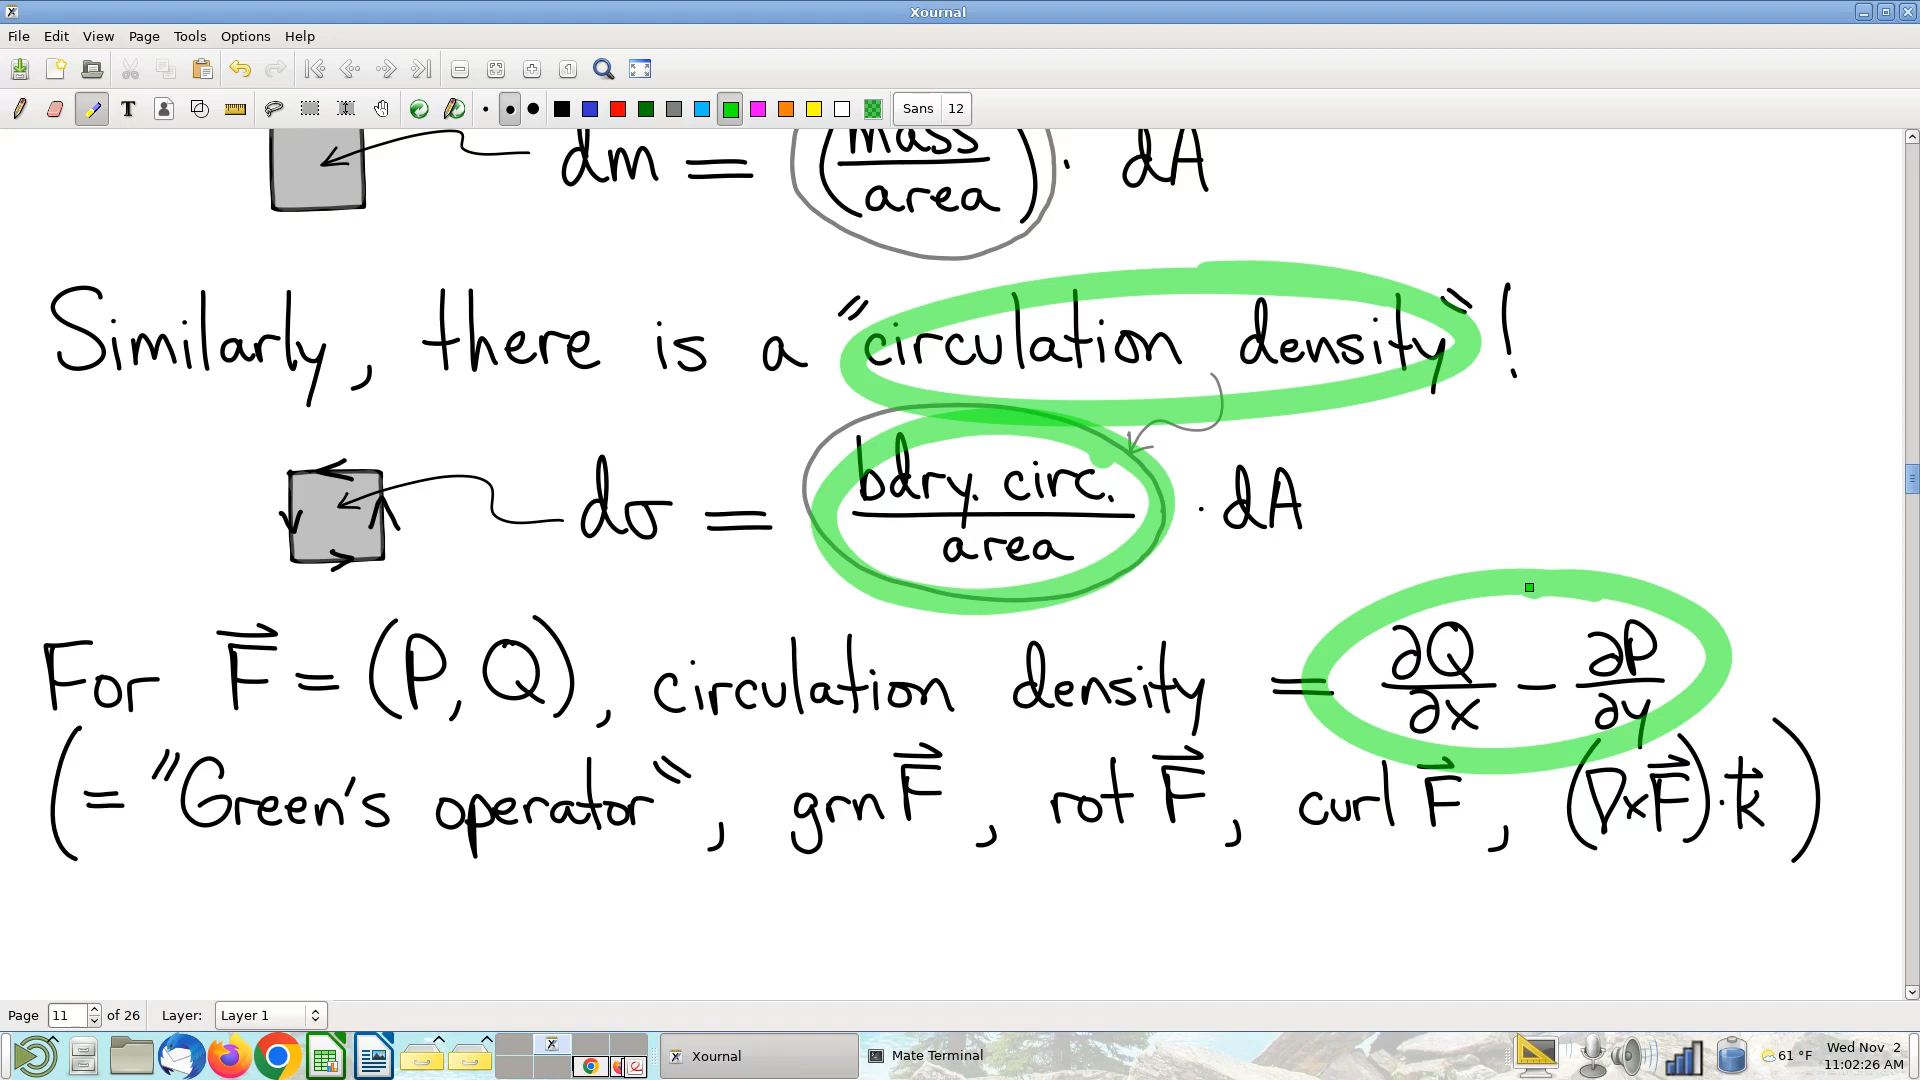 Xournal
File Edit View Page Tools Options Help
Sans 12
dm = (mass/area) · dA
Similarly, there is a "circulation density"!
dσ = bdry. circ./area · dA
For F⃗ = (P, Q), circulation density = ∂Q/∂x − ∂P/∂y
(= "Green's operator", grn F⃗, rot F⃗, curl F⃗, (∇×F⃗)·k⃗)
Page 11 of 26 Layer: Layer 1
Xournal Mate Terminal 61 °F Wed Nov 2
11:02:26 AM